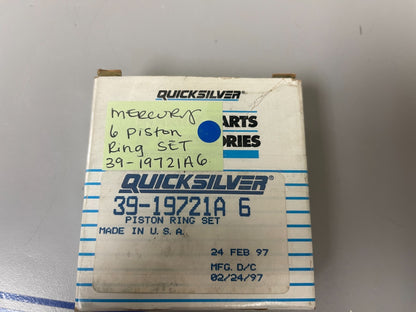 QUICKSILVER®
MERCURY
6 Piston
Ring SET
39-19721A6
ARTS
ORIES
QUICKSILVER®
39-19721A 6
PISTON RING SET
MADE IN U.S.A.
24 FEB 97
MFG. D/C
02/24/97